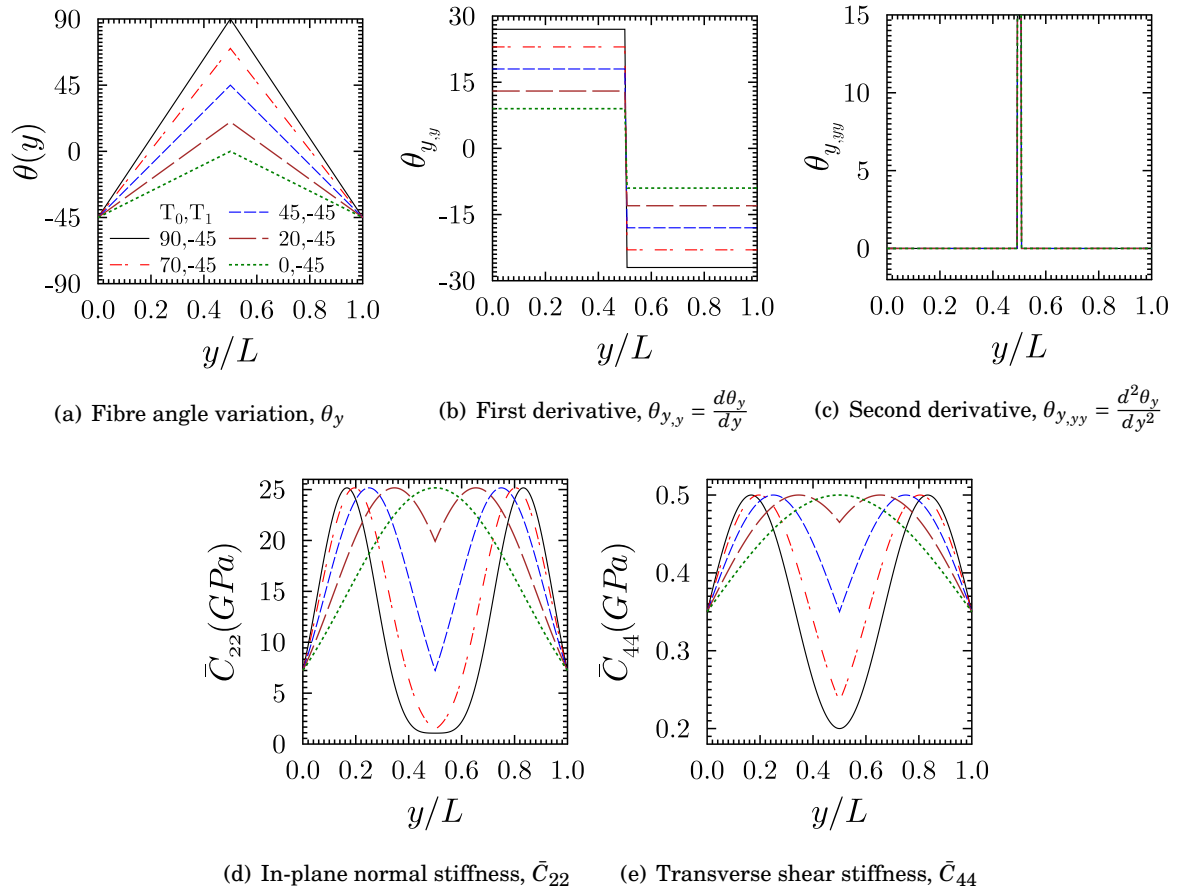 90
45
0
-45
-90
θ(y)
T0,T1
90,-45
70,-45
45,-45
20,-45
0,-45
0.0 0.2 0.4 0.6 0.8 1.0
y/L
(a) Fibre angle variation, θy
30
15
0
-15
-30
θy,y
0.0 0.2 0.4 0.6 0.8 1.0
y/L
(b) First derivative, θy,y = dθy/dy
15
10
5
0
θy,yy
0.0 0.2 0.4 0.6 0.8 1.0
y/L
(c) Second derivative, θy,yy = d²θy/dy²
25
20
15
10
5
0
C̄22(GPa)
0.0 0.2 0.4 0.6 0.8 1.0
y/L
(d) In-plane normal stiffness, C̄22
0.5
0.4
0.3
0.2
C̄44(GPa)
0.0 0.2 0.4 0.6 0.8 1.0
y/L
(e) Transverse shear stiffness, C̄44